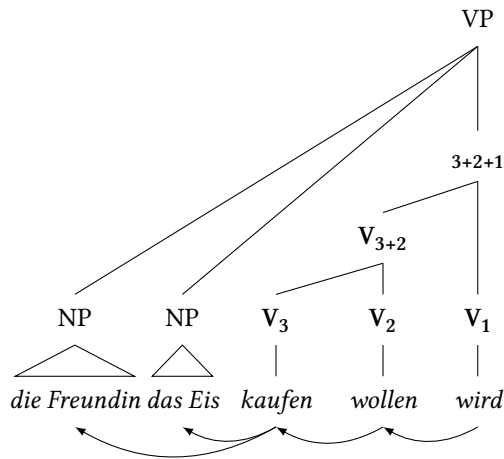 VP
3+2+1
V3+2
NP NP V3 V2 V1
die Freundin das Eis kaufen wollen wird